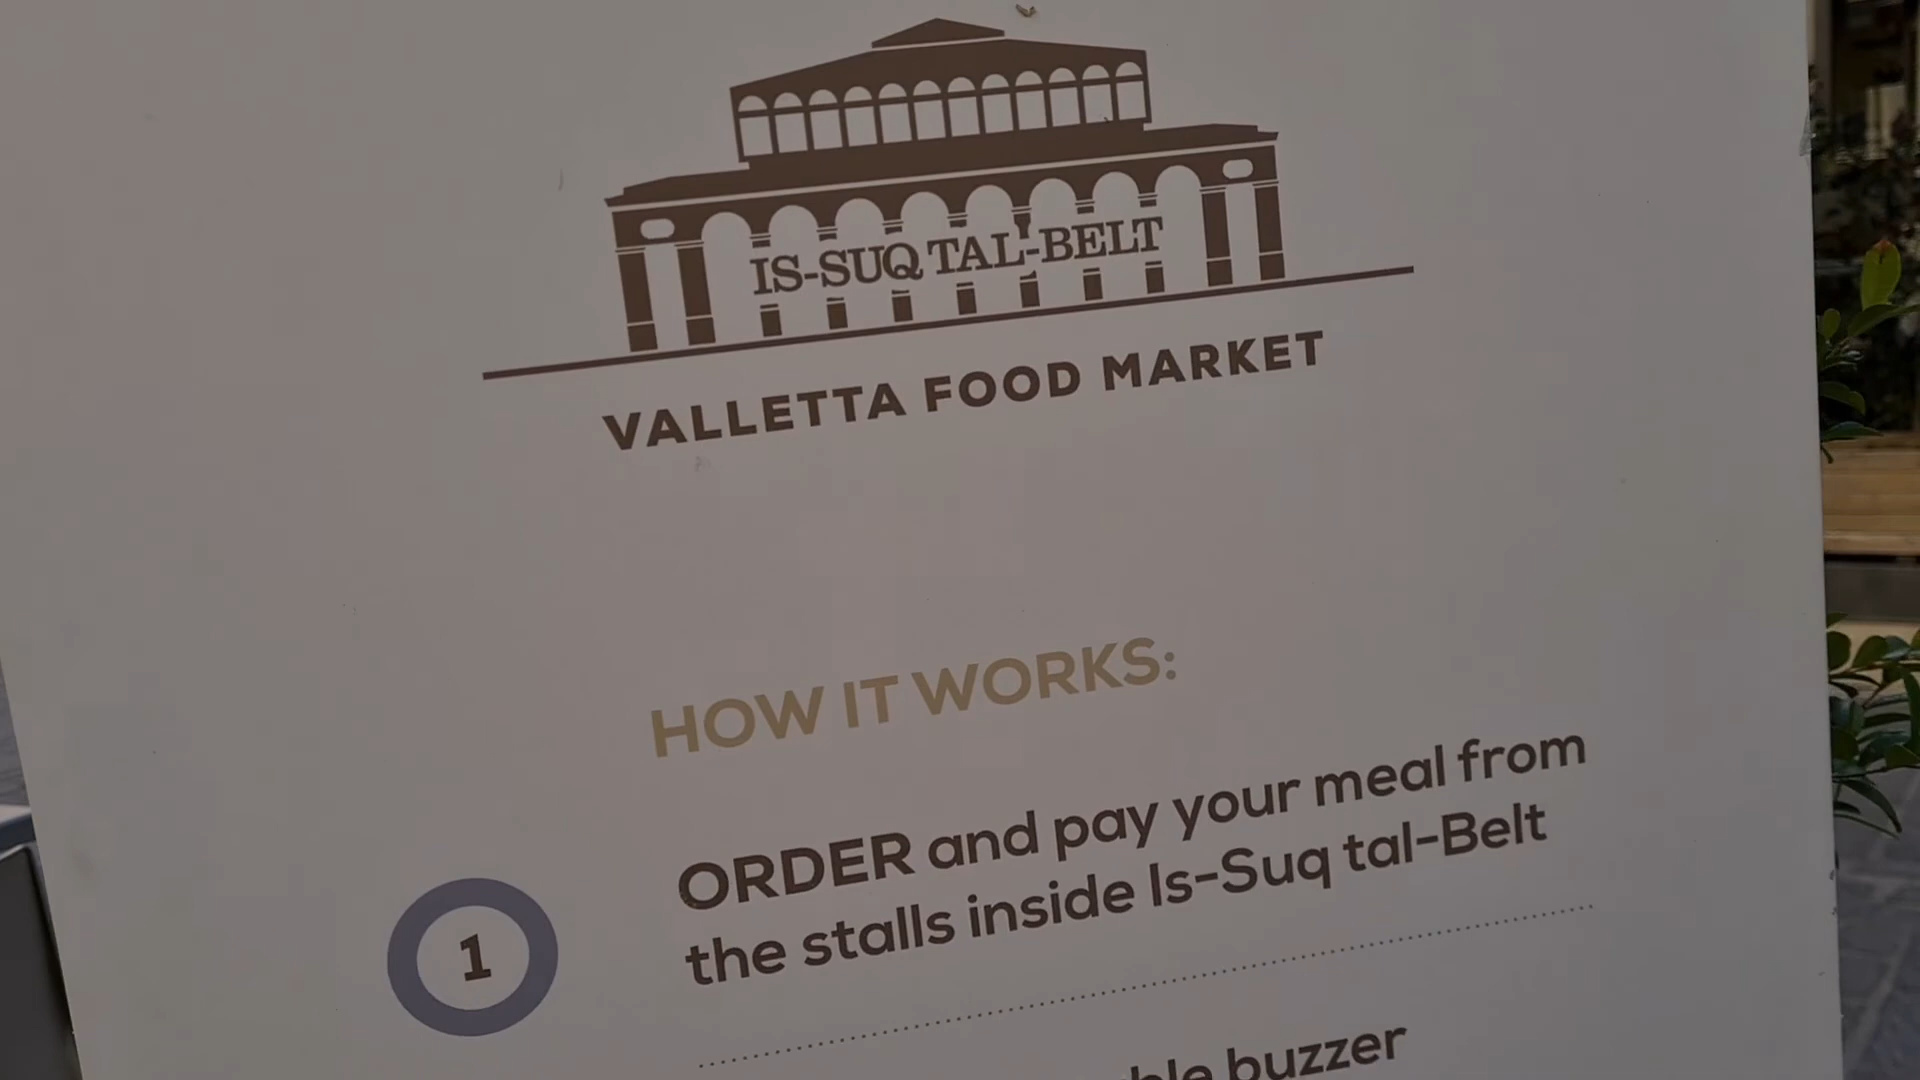 IS-SUQ TAL-BELT
VALLETTA FOOD MARKET
HOW IT WORKS:
1
ORDER and pay your meal from
the stalls inside Is-Suq tal-Belt
buzzer